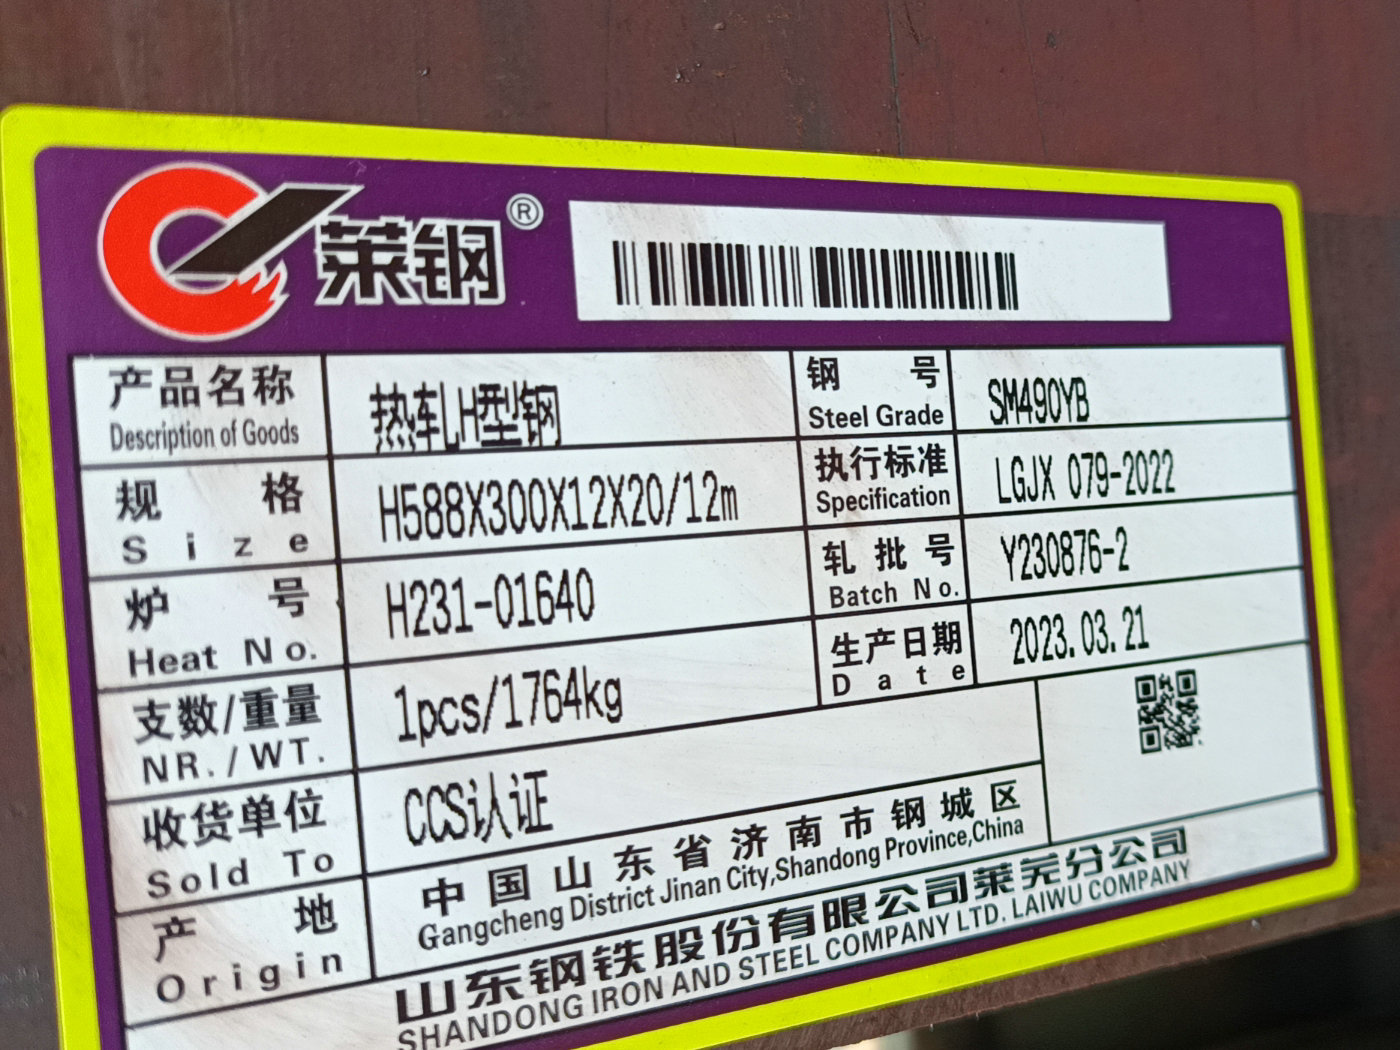 莱钢®
产品名称 热轧H型钢 钢号 SM490YB
Description of Goods Steel Grade
规格 H588X300X12X20/12m 执行标准 LGJX 079-2022
Size Specification
炉号 H231-01640 轧批号 Y230876-2
Heat No. Batch No.
支数/重量 1pcs/1764kg 生产日期 2023.03.21
NR./WT. Date
收货单位 CCS认证
Sold To
产地 中国山东省济南市钢城区
Origin Gangcheng District Jinan City,Shandong Province,China
山东钢铁股份有限公司莱芜分公司
SHANDONG IRON AND STEEL COMPANY LTD. LAIWU COMPANY